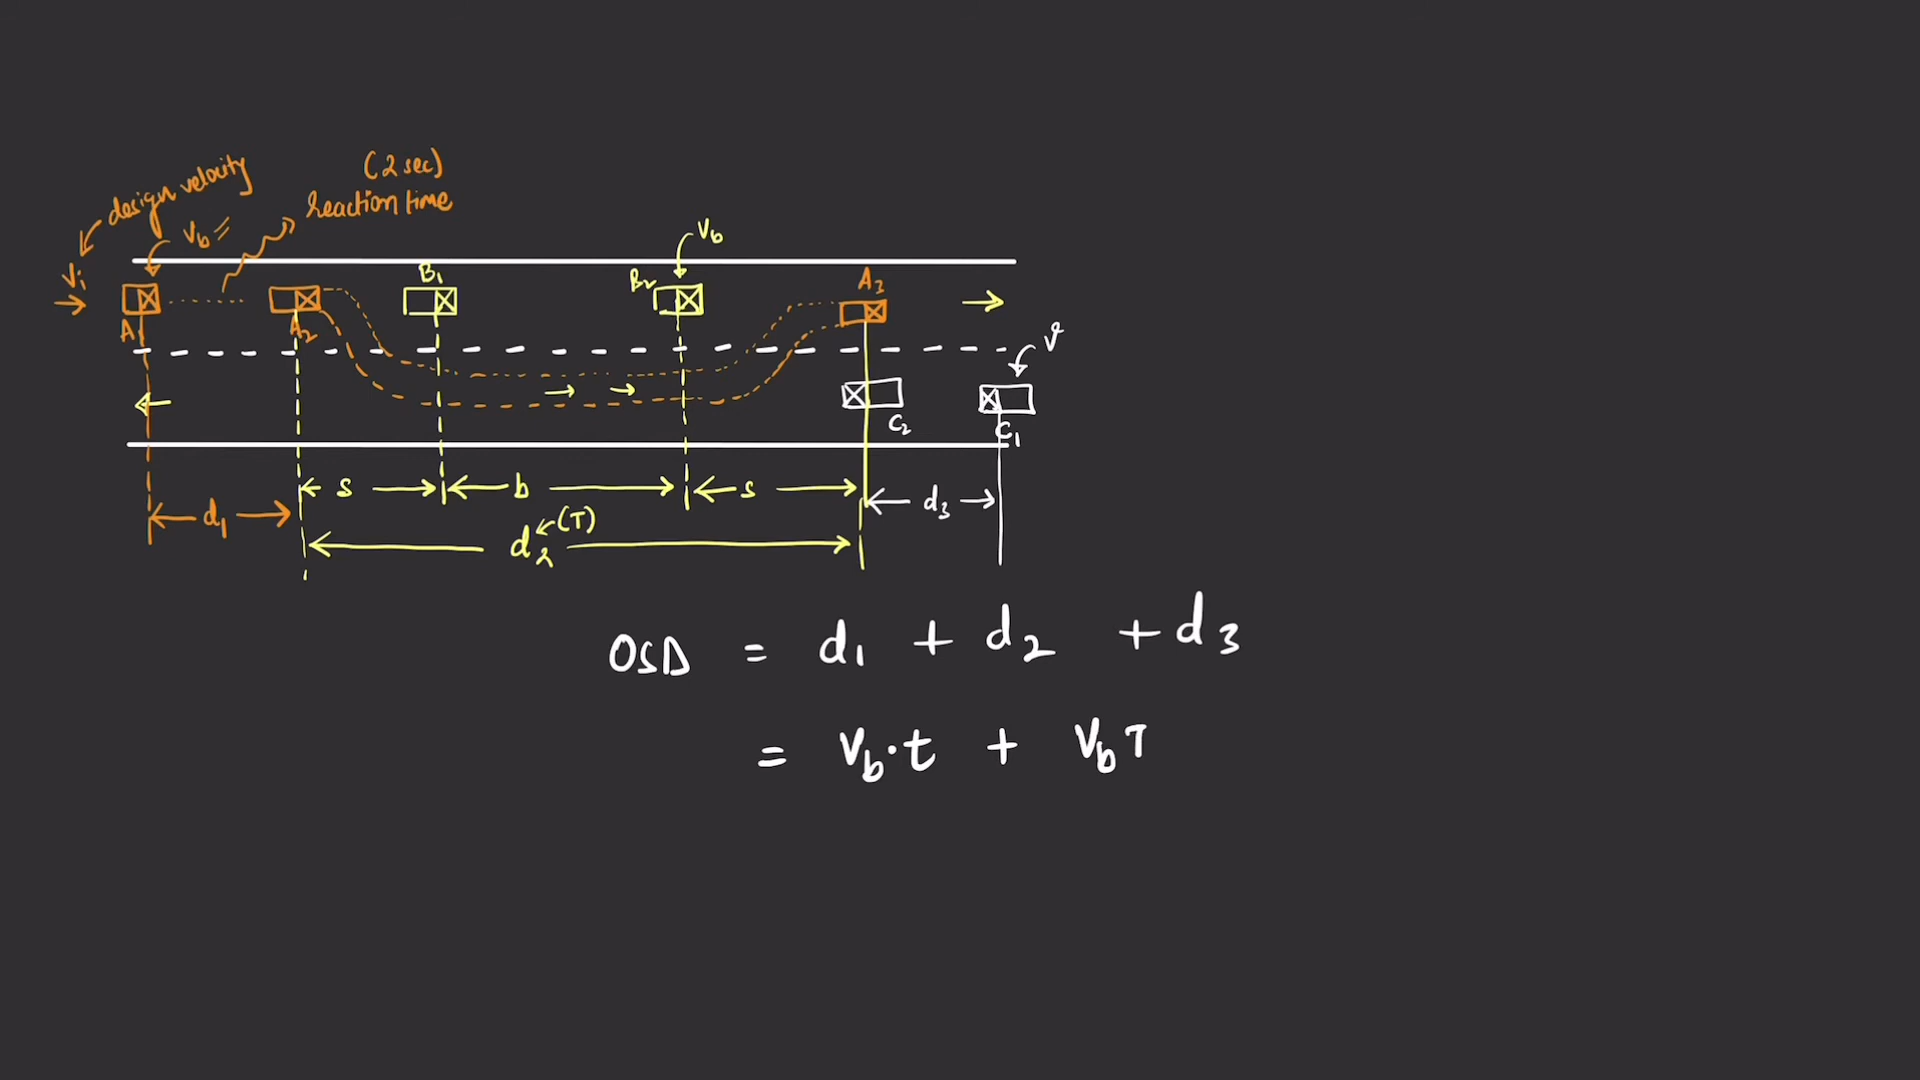 (2 sec)
design velocity
reaction time
Vb =
Vb
Vi
B1
B2
A3
A1
A2
v
C2
C1
s b s
d3
d1
d2 (T)
OSD = d1 + d2 + d3
= Vb·t + VbT